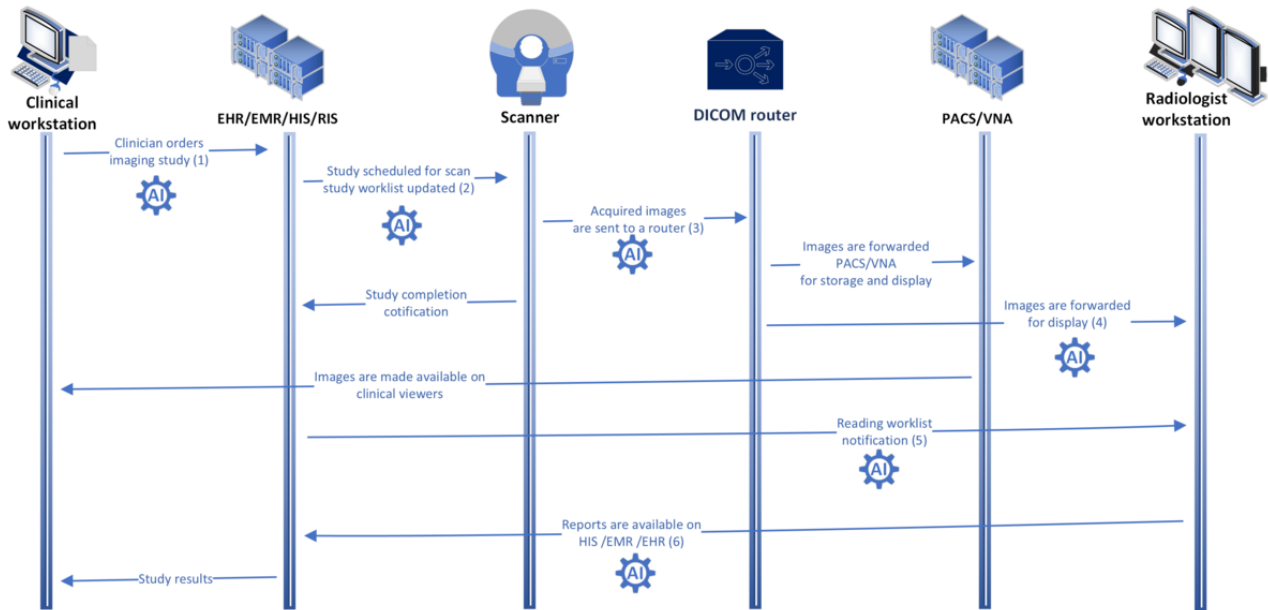 Clinical
workstation
EHR/EMR/HIS/RIS
Scanner
DICOM router
PACS/VNA
Radiologist
workstation
Clinician orders
imaging study (1)
AI
Study scheduled for scan
study worklist updated (2)
AI
Acquired images
are sent to a router (3)
AI
Images are forwarded
PACS/VNA
for storage and display
Study completion
cotification
Images are forwarded
for display (4)
AI
Images are made available on
clinical viewers
Reading worklist
notification (5)
AI
Reports are available on
HIS /EMR /EHR (6)
AI
Study results